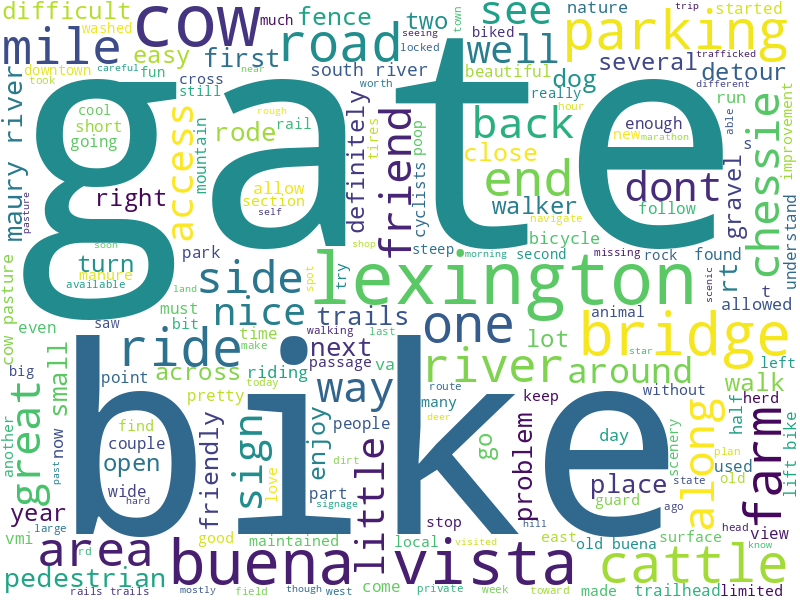 difficult cow fence two see much town biked trip started nature parking
washed
mile easy first road well several seeing locked trafficked
downtown careful near different
took fun cross south river beautiful dog detour
still worth really hour run
gate
cool rode rail tires poop back enough able
short mountain rough new marathon
going access allow definitely friend cyclists close end dont gravel chessie improvement
maury river right section walker follow understand
pasture self navigate
soon turn park shop steep bicycle
manure side lexington morning second missing rt found
available land spot try rock scenic allowed
cow pasture must nice trails one lot animal t s
even saw bit time walking last bridge
big ride next passage va river around left
small point across riding make star walk
great pretty today way route keep without herd
another now find sign enjoy people many deer go day scenery half
past couple love dirt problem place along used lift bike
open friendly little guard plan old farm
year wide hard part signage stop hill state ago head view
vmi large bike
area rd good maintained local visited east old buena surface know
pedestrian buena vista cattle
rails trails mostly field though west come private week toward made trailhead limited